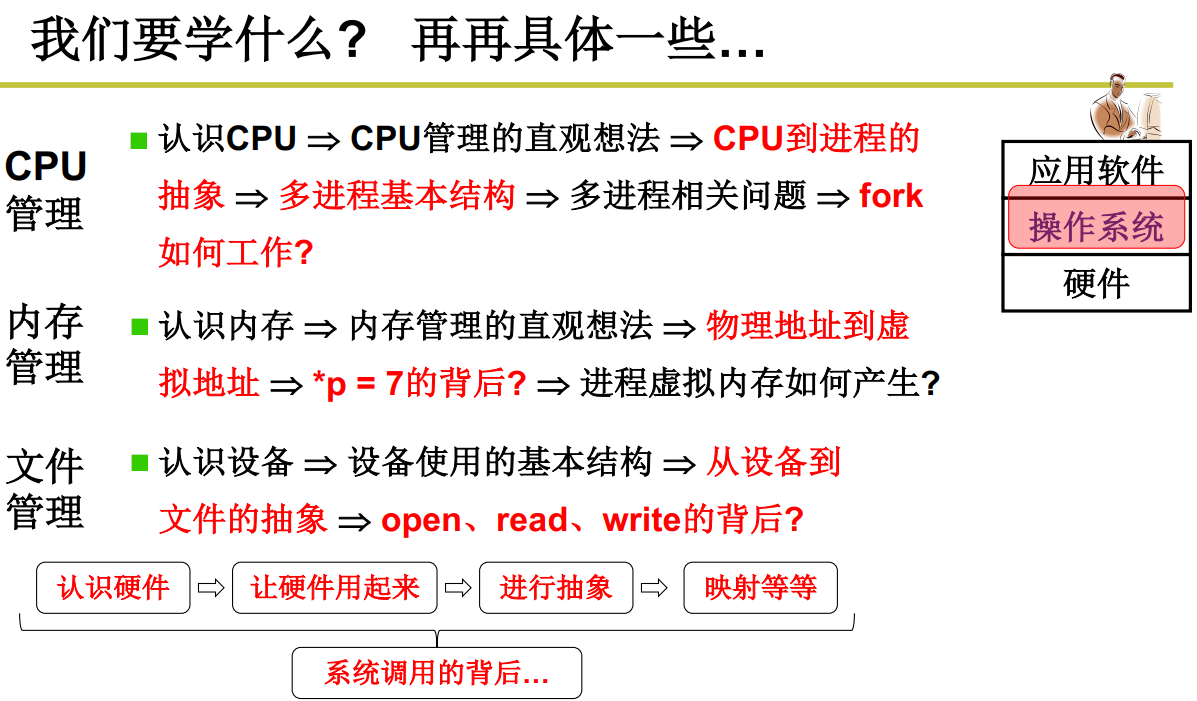 我们要学什么? 再再具体一些…
CPU
管理
■ 认识CPU ⇒ CPU管理的直观想法 ⇒ CPU到进程的
抽象 ⇒ 多进程基本结构 ⇒ 多进程相关问题 ⇒ fork
如何工作?
应用软件
操作系统
硬件
内存
管理
■ 认识内存 ⇒ 内存管理的直观想法 ⇒ 物理地址到虚
拟地址 ⇒ *p = 7的背后? ⇒ 进程虚拟内存如何产生?
文件
管理
■ 认识设备 ⇒ 设备使用的基本结构 ⇒ 从设备到
文件的抽象 ⇒ open、read、write的背后?
认识硬件 ⇨ 让硬件用起来 ⇨ 进行抽象 ⇨ 映射等等
系统调用的背后…